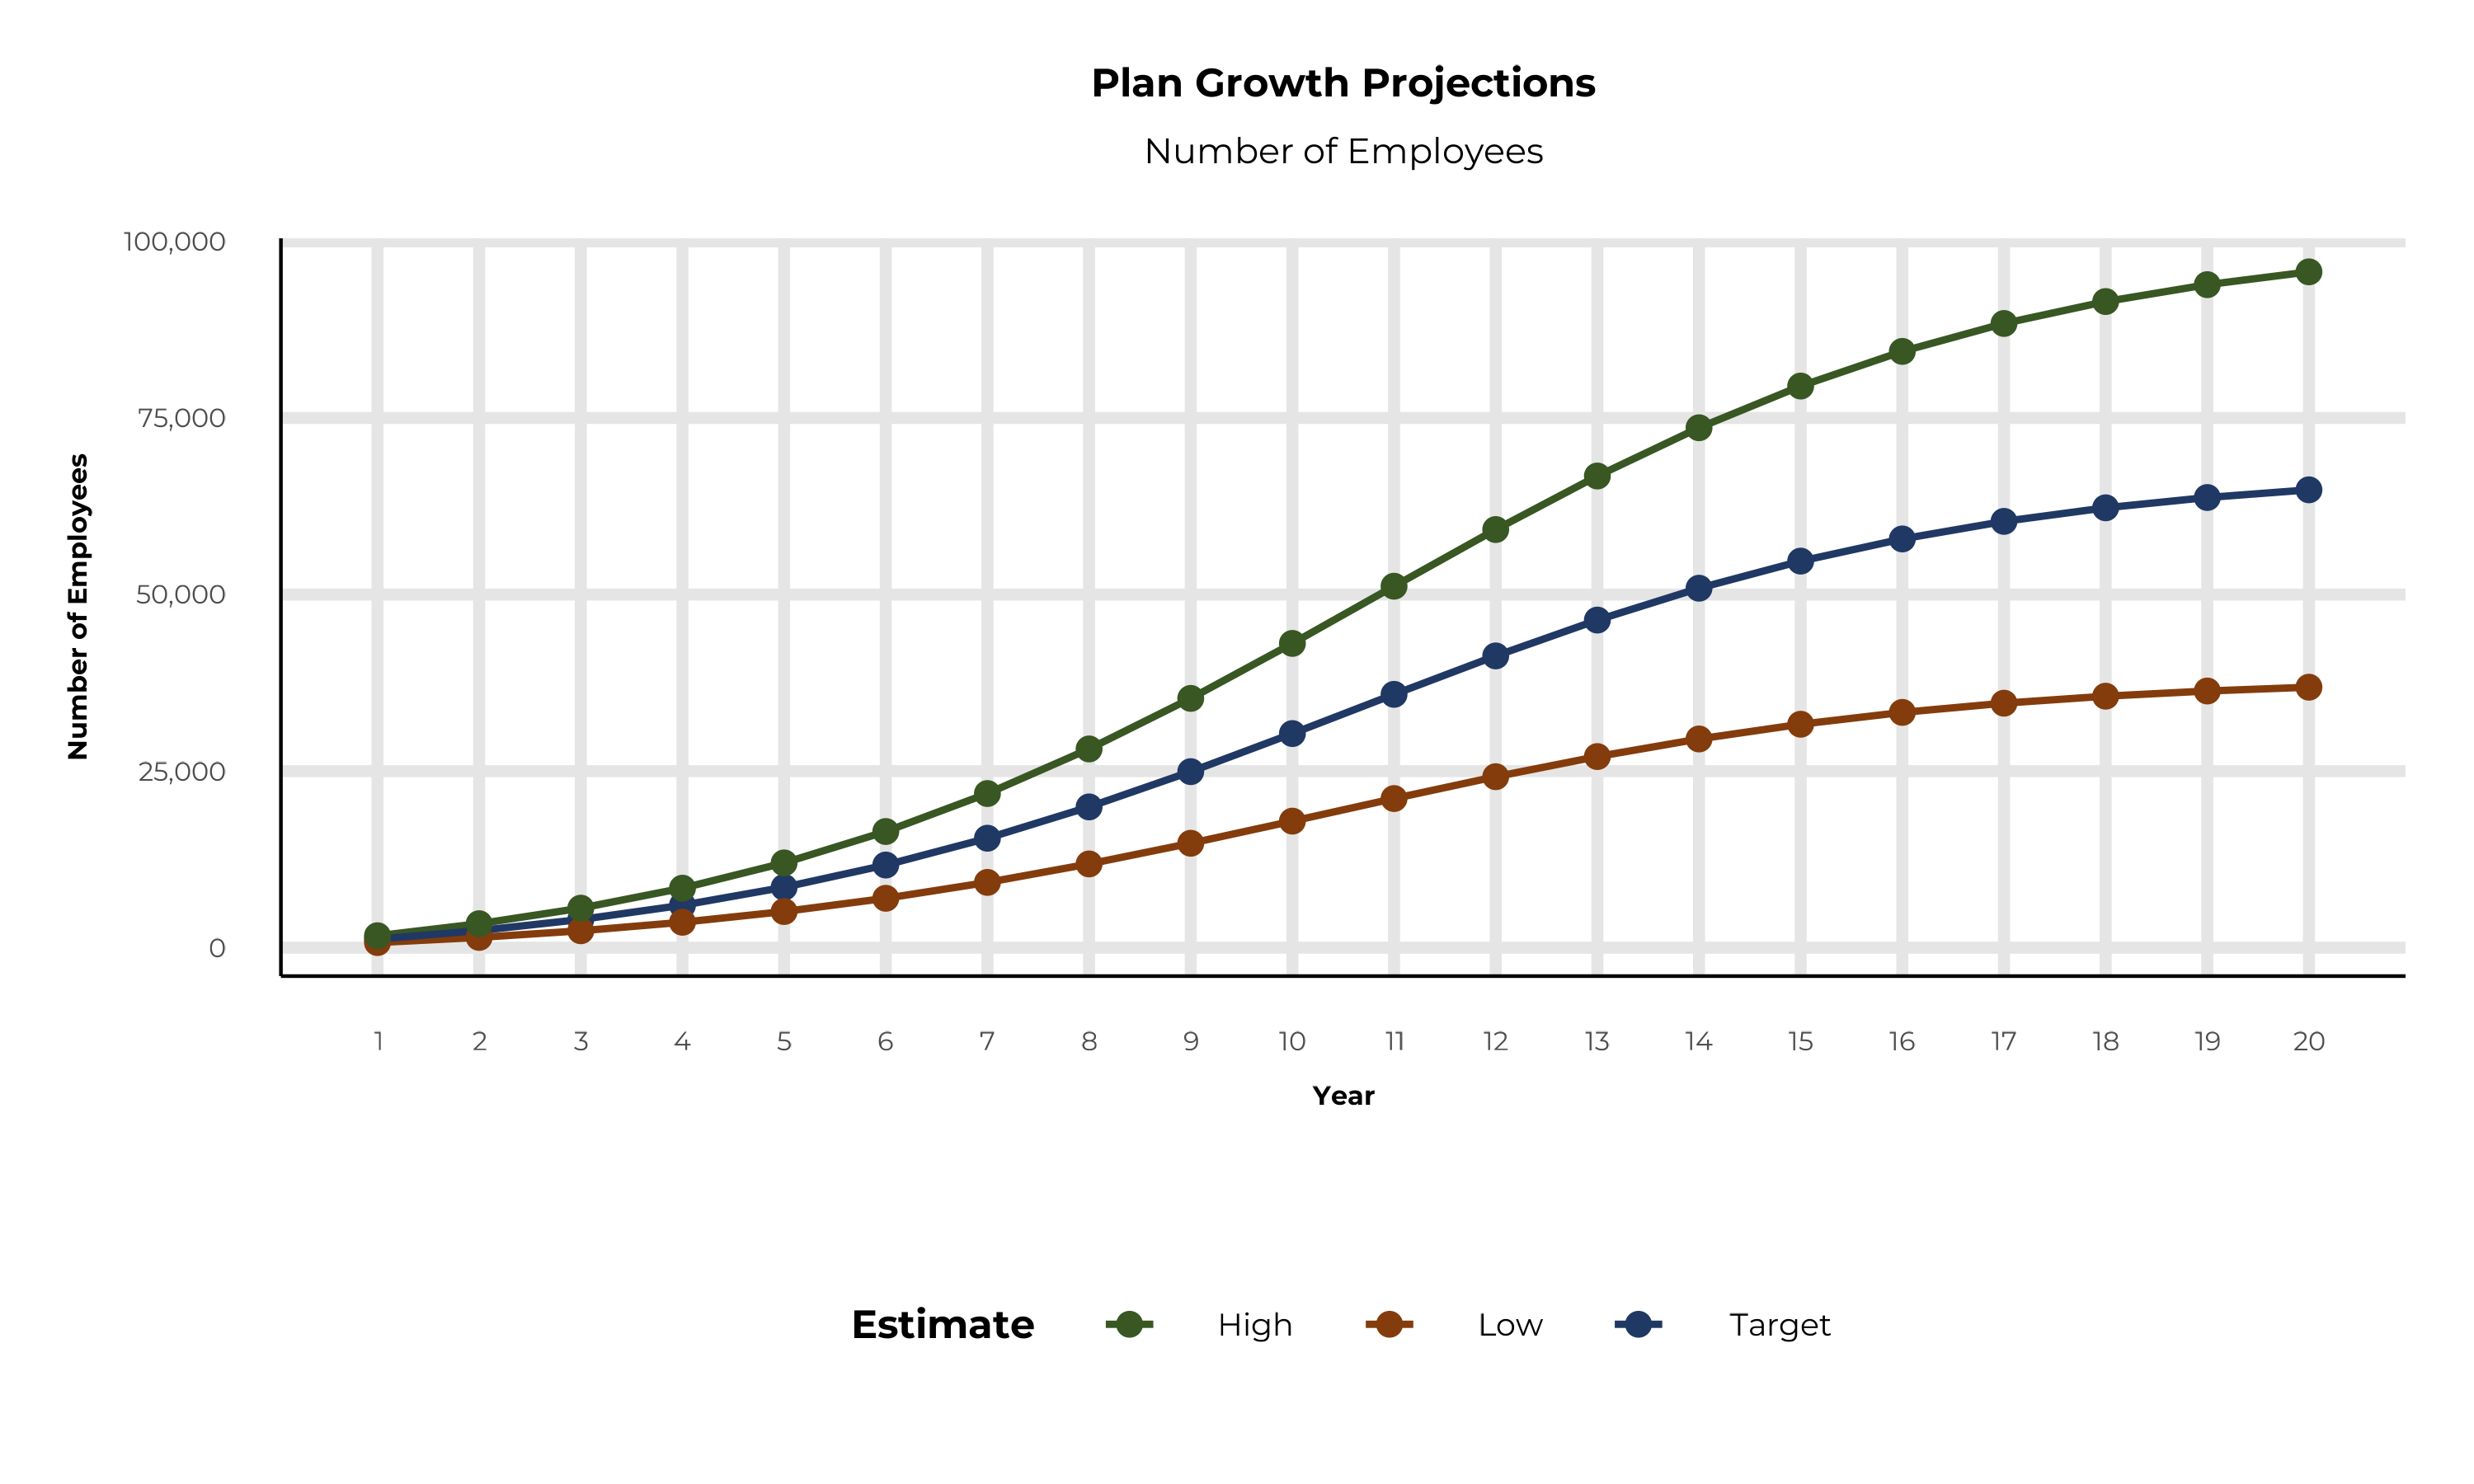 Plan Growth Projections
Number of Employees
100,000
75,000
50,000
25,000
0
Number of Employees
1 2 3 4 5 6 7 8 9 10 11 12 13 14 15 16 17 18 19 20
Year
Estimate High Low Target